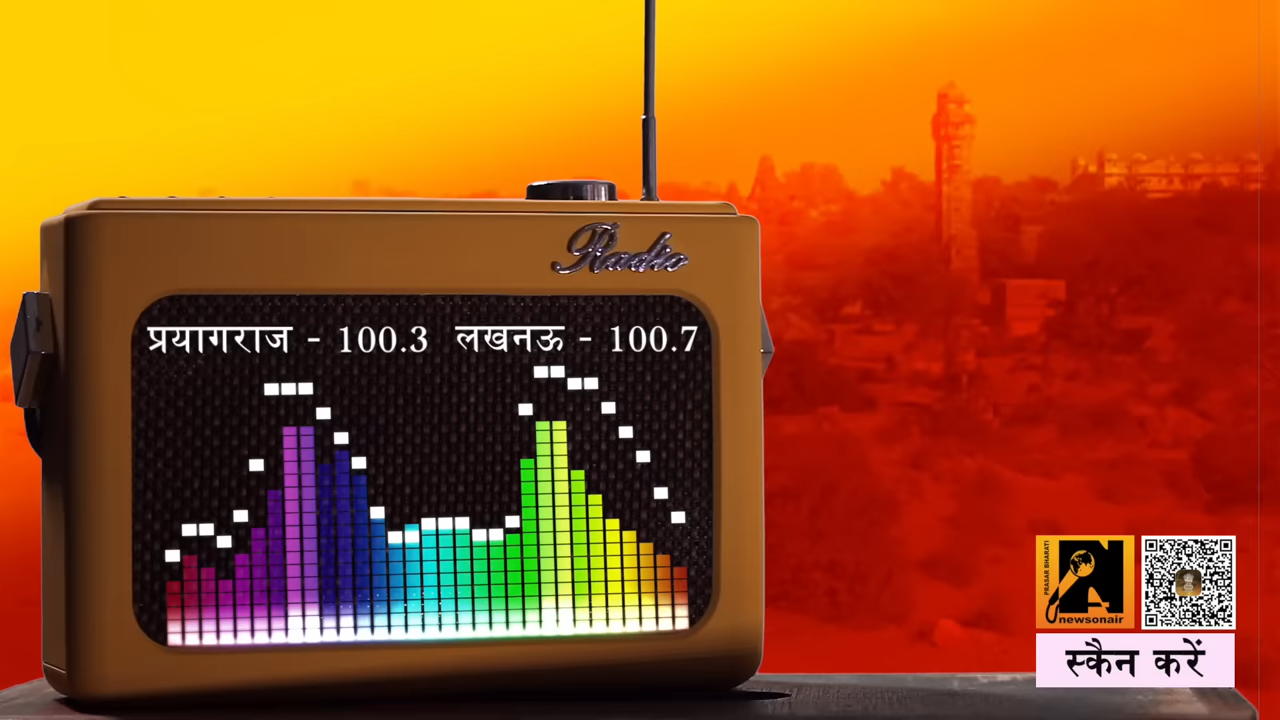 Radio
प्रयागराज - 100.3 लखनऊ - 100.7
PRASAR BHARATI
newsonair
स्कैन करें